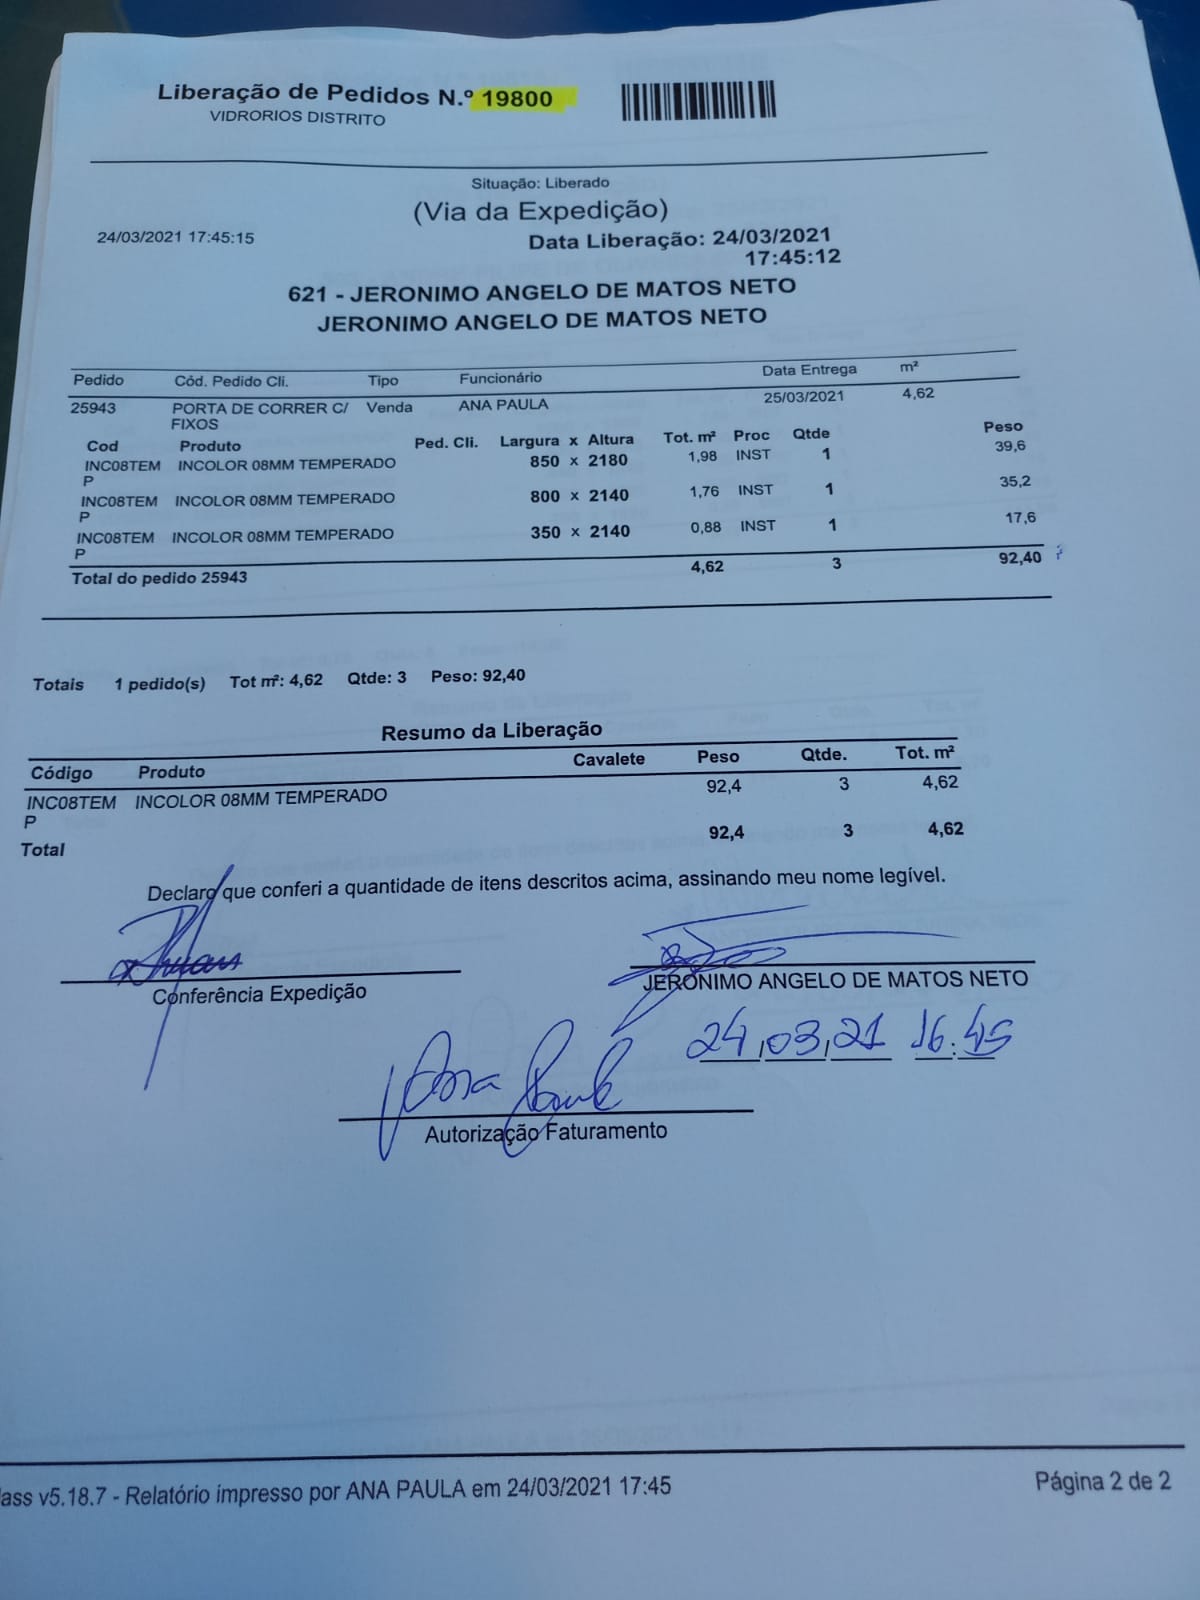 Liberação de Pedidos N.º 19800
VIDRORIOS DISTRITO
Situação: Liberado
(Via da Expedição)
24/03/2021 17:45:15
Data Liberação: 24/03/2021
17:45:12
621 - JERONIMO ANGELO DE MATOS NETO
JERONIMO ANGELO DE MATOS NETO
Pedido Cód. Pedido Cli. Tipo Funcionário Data Entrega m²
25943 PORTA DE CORRER C/ Venda ANA PAULA 25/03/2021 4,62
FIXOS
Cod Produto Ped. Cli. Largura x Altura Tot. m² Proc Qtde Peso
INC08TEM INCOLOR 08MM TEMPERADO 850 x 2180 1,98 INST 1 39,6
P
INC08TEM INCOLOR 08MM TEMPERADO 800 x 2140 1,76 INST 1 35,2
P
INC08TEM INCOLOR 08MM TEMPERADO 350 x 2140 0,88 INST 1 17,6
P
Total do pedido 25943 4,62 3 92,40
Totais 1 pedido(s) Tot m²: 4,62 Qtde: 3 Peso: 92,40
Resumo da Liberação
Código Produto Cavalete Peso Qtde. Tot. m²
INC08TEM INCOLOR 08MM TEMPERADO 92,4 3 4,62
P
Total 92,4 3 4,62
Declaro que conferi a quantidade de itens descritos acima, assinando meu nome legível.
Conferência Expedição
JERONIMO ANGELO DE MATOS NETO
24,03,21 16:45
Ana Paula
Autorização Faturamento
lass v5.18.7 - Relatório impresso por ANA PAULA em 24/03/2021 17:45
Página 2 de 2